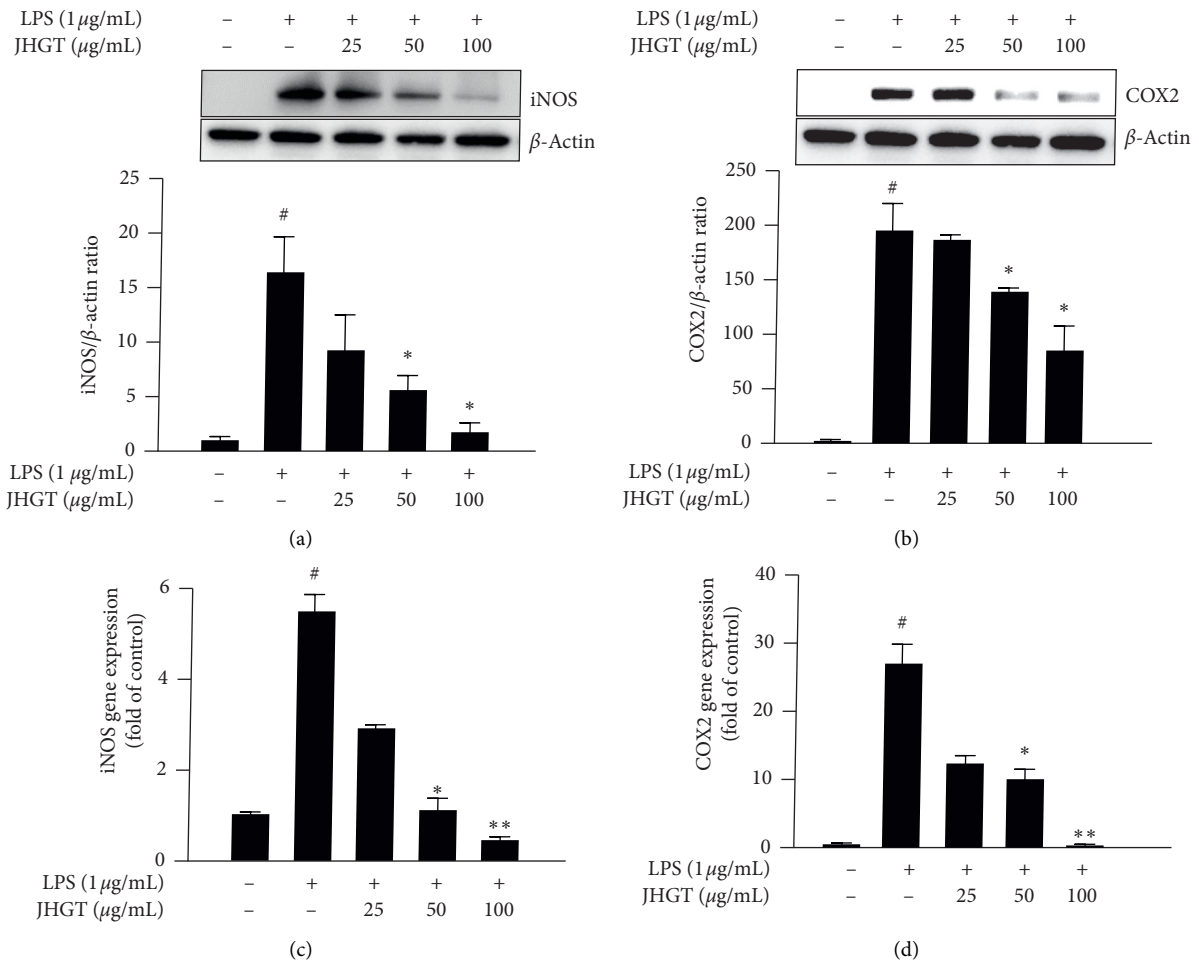 LPS (1 μg/mL) – + + + +
JHGT (μg/mL) – – 25 50 100
iNOS
β-Actin
25
20
15
10
5
0
iNOS/β-actin ratio
#
*
*
LPS (1 μg/mL) – + + + +
JHGT (μg/mL) – – 25 50 100
(a)
LPS (1 μg/mL) – + + + +
JHGT (μg/mL) – – 25 50 100
COX2
β-Actin
250
200
150
100
50
0
COX2/β-actin ratio
#
*
*
LPS (1 μg/mL) – + + + +
JHGT (μg/mL) – – 25 50 100
(b)
6
4
2
0
iNOS gene expression
(fold of control)
#
*
**
LPS (1 μg/mL) – + + + +
JHGT (μg/mL) – – 25 50 100
(c)
40
30
20
10
0
COX2 gene expression
(fold of control)
#
*
**
LPS (1 μg/mL) – + + + +
JHGT (μg/mL) – – 25 50 100
(d)